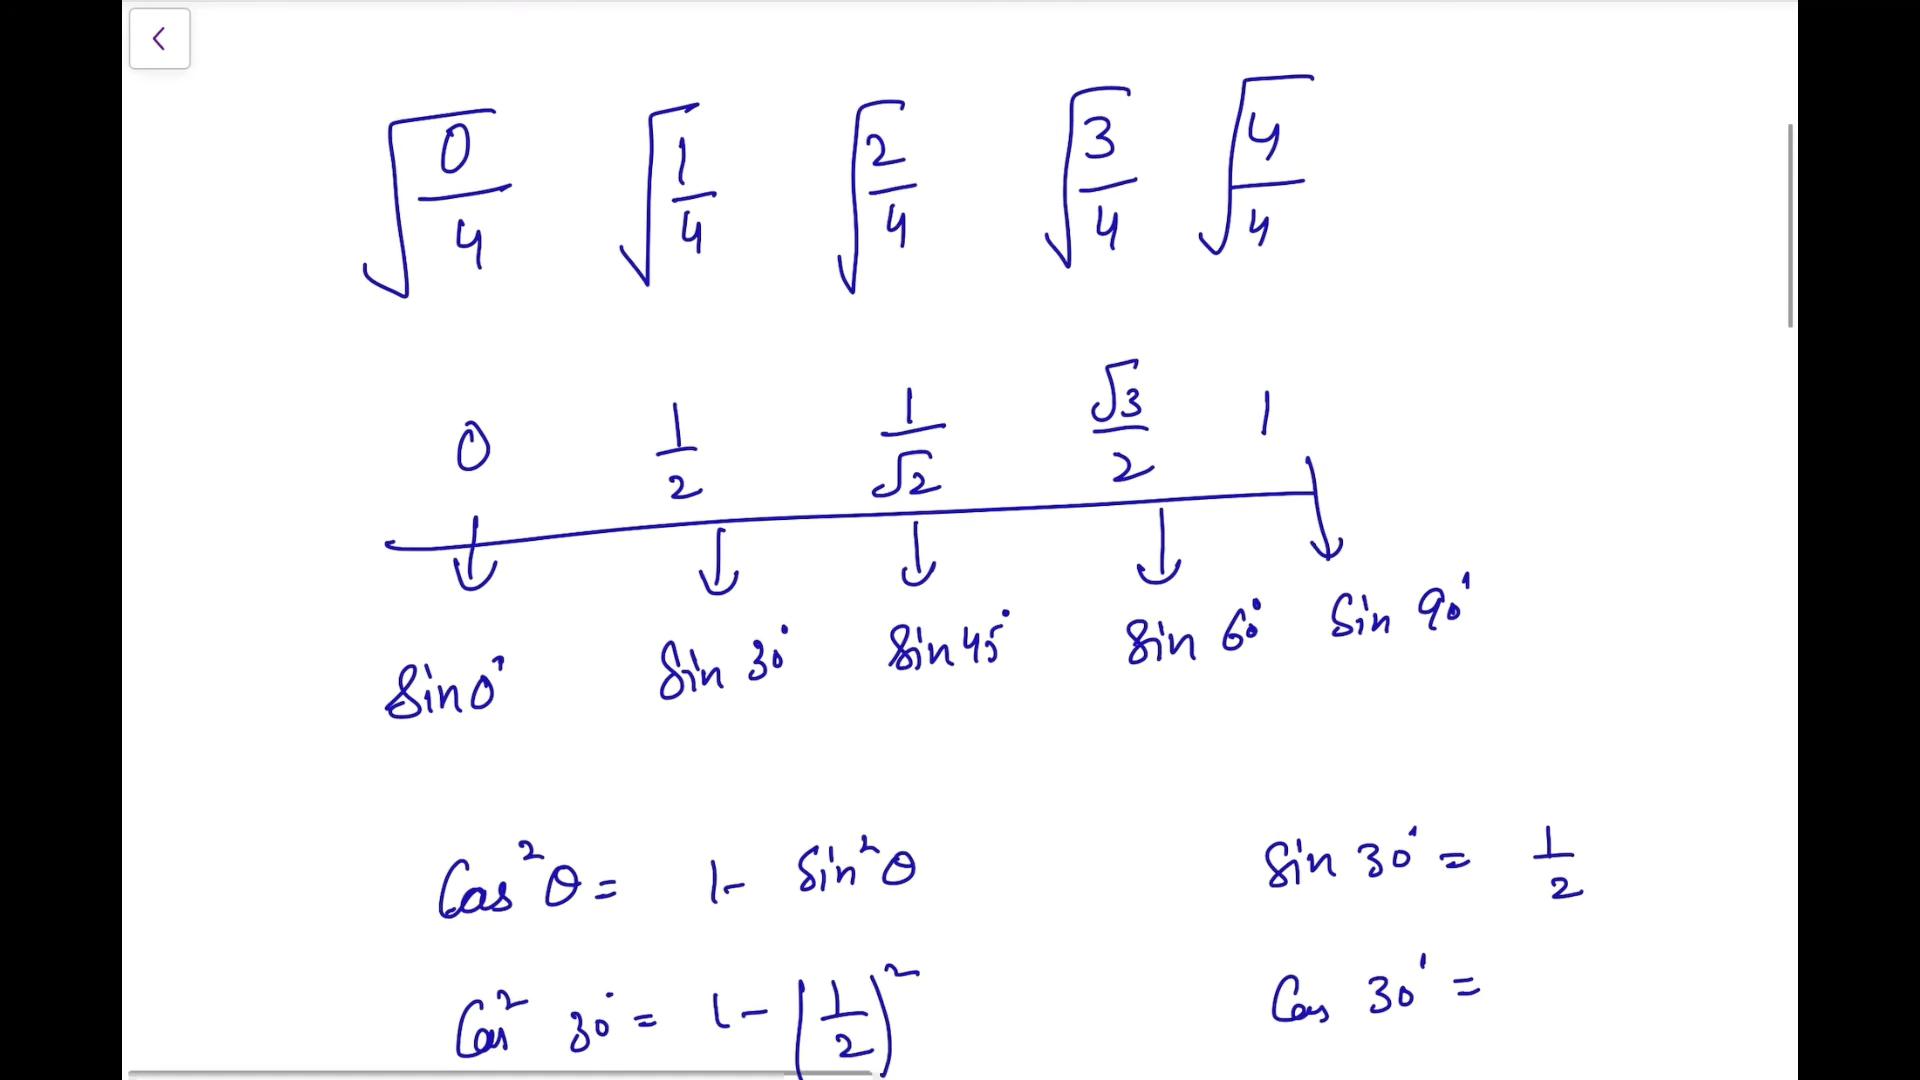 √(0/4) √(1/4) √(2/4) √(3/4) √(4/4)
0 1/2 1/√2 √3/2 1
Sin 0° Sin 30° Sin 45° Sin 60° Sin 90°
Cos²θ = 1 - Sin²θ Sin 30° = 1/2
Cos² 30° = 1 - (1/2)² Cos 30° =